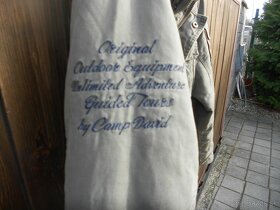 Original
Outdoor Equipment
Unlimited Adventure
Guided Tours
by Camp David